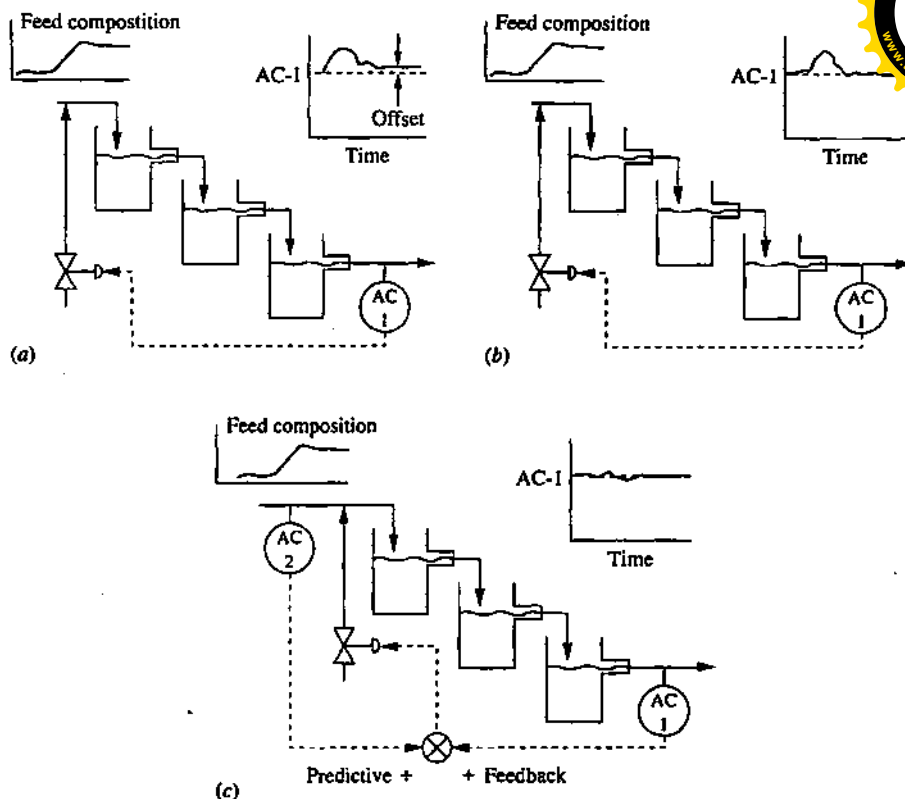 Feed compostition
AC-1
Offset
Time
AC
1
(a)
Feed composition
AC-1
Time
AC
1
(b)
Feed composition
AC-1
Time
AC
2
AC
1
Predictive + + Feedback
(c)